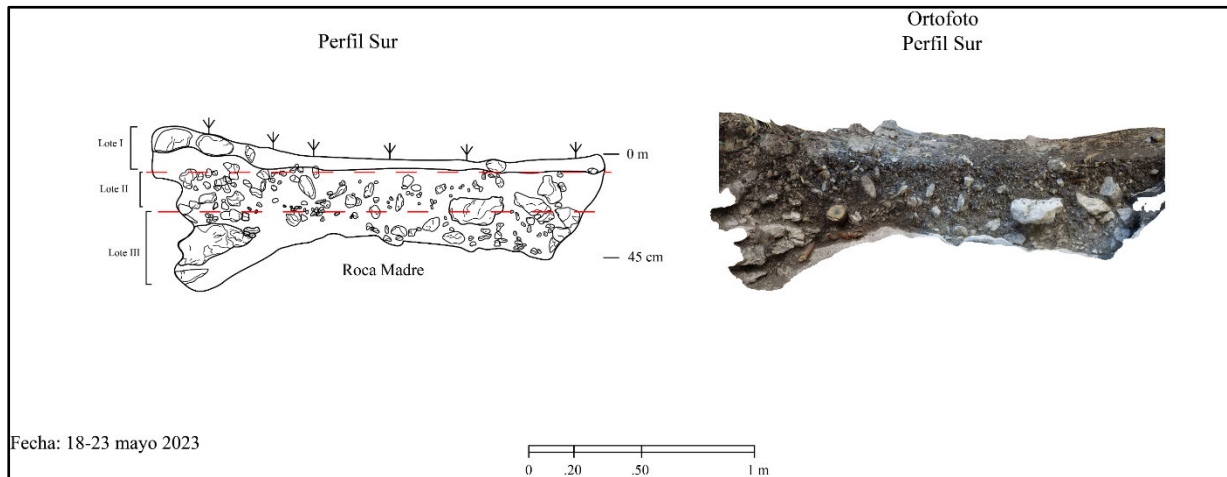 Perfil Sur
Ortofoto
Perfil Sur
Lote I
Lote II
Lote III
0 m
45 cm
Roca Madre
Fecha: 18-23 mayo 2023
0 .20 .50 1 m